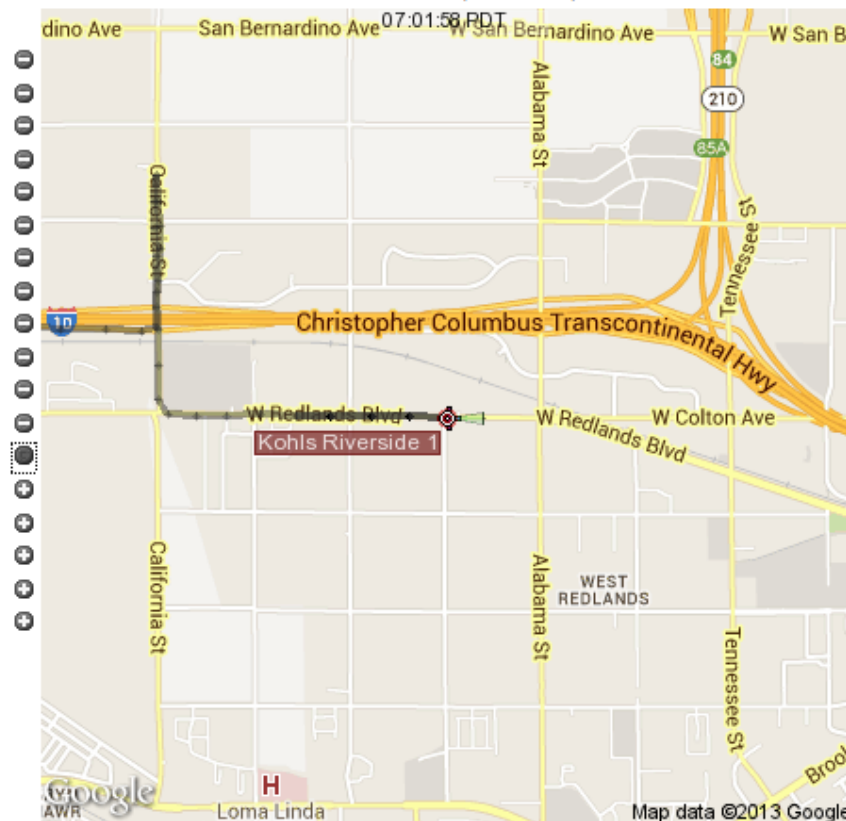 07:01:58 PDT
dino Ave
San Bernardino Ave
W San Bernardino Ave
W San B
84
210
85A
Alabama St
California St
Tennessee St
10
Christopher Columbus Transcontinental Hwy
W Redlands Blvd
W Redlands Blvd
W Colton Ave
Kohls Riverside 1
California St
Alabama St
WEST
REDLANDS
Tennessee St
H
Brook
Google
AWR
Loma Linda
Map data ©2013 Google